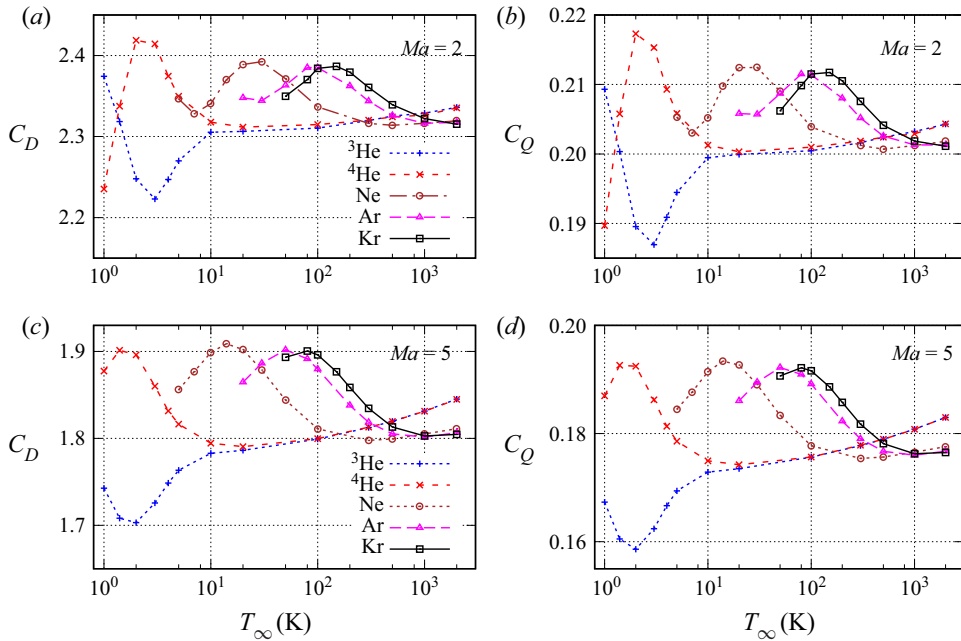 (a)
Ma = 2
2.4
2.3
2.2
C_D
³He
⁴He
Ne
Ar
Kr
10⁰ 10¹ 10² 10³
(b)
Ma = 2
0.22
0.21
0.20
0.19
C_Q
10⁰ 10¹ 10² 10³
(c)
Ma = 5
1.9
1.8
1.7
C_D
³He
⁴He
Ne
Ar
Kr
10⁰ 10¹ 10² 10³
T∞ (K)
(d)
Ma = 5
0.20
0.18
0.16
C_Q
10⁰ 10¹ 10² 10³
T∞ (K)